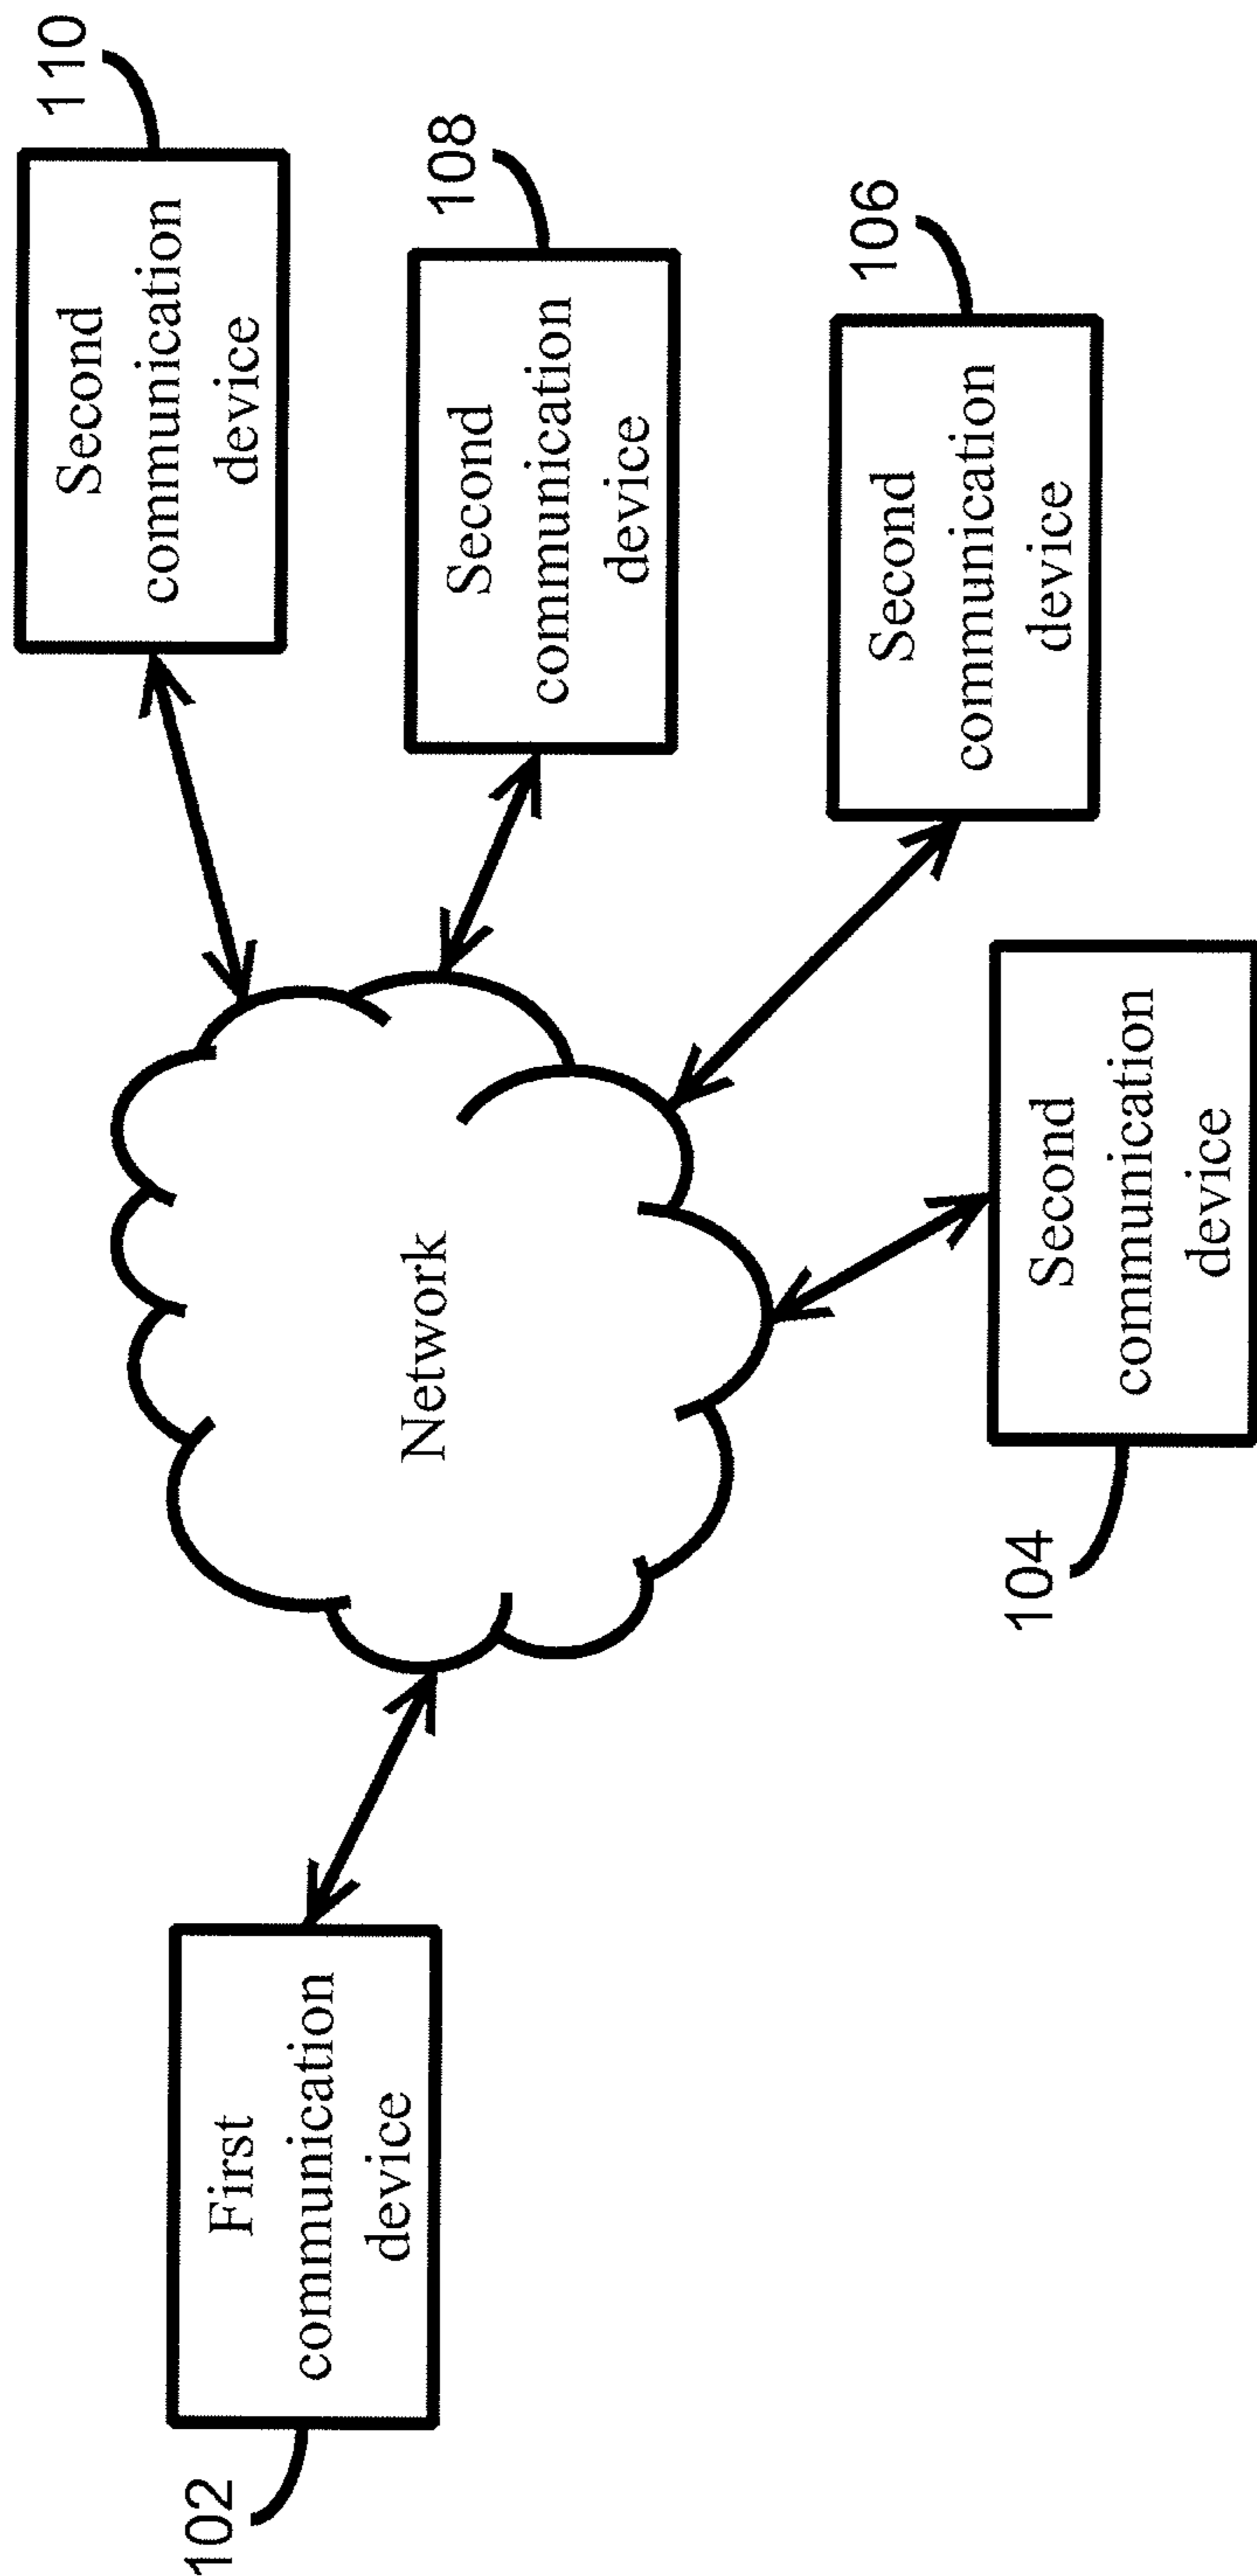 110
Second
communication
device
108
Second
communication
device
106
Second
communication
device
Network
First
communication
device
102
Second
communication
device
104